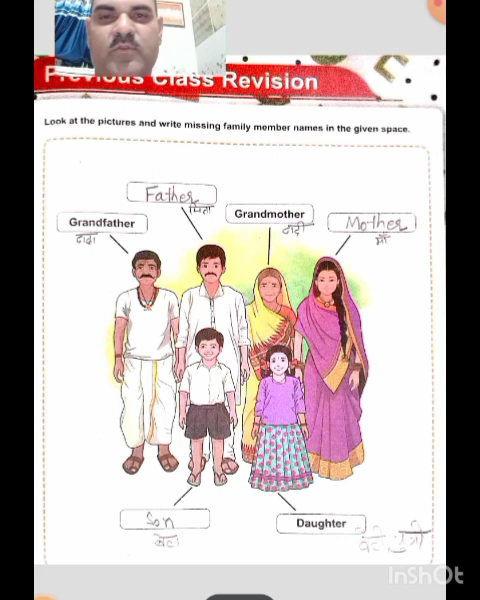 Previous Class Revision
Look at the pictures and write missing family member names in the given space.
Father
पिता
Grandfather
दादा
Grandmother
दादी
Mother
माँ
Son
बेटा
Daughter
बेटी पुत्री
InShOt